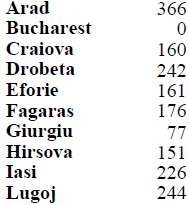 Arad 366
Bucharest 0
Craiova 160
Drobeta 242
Eforie 161
Fagaras 176
Giurgiu 77
Hirsova 151
Iasi 226
Lugoj 244